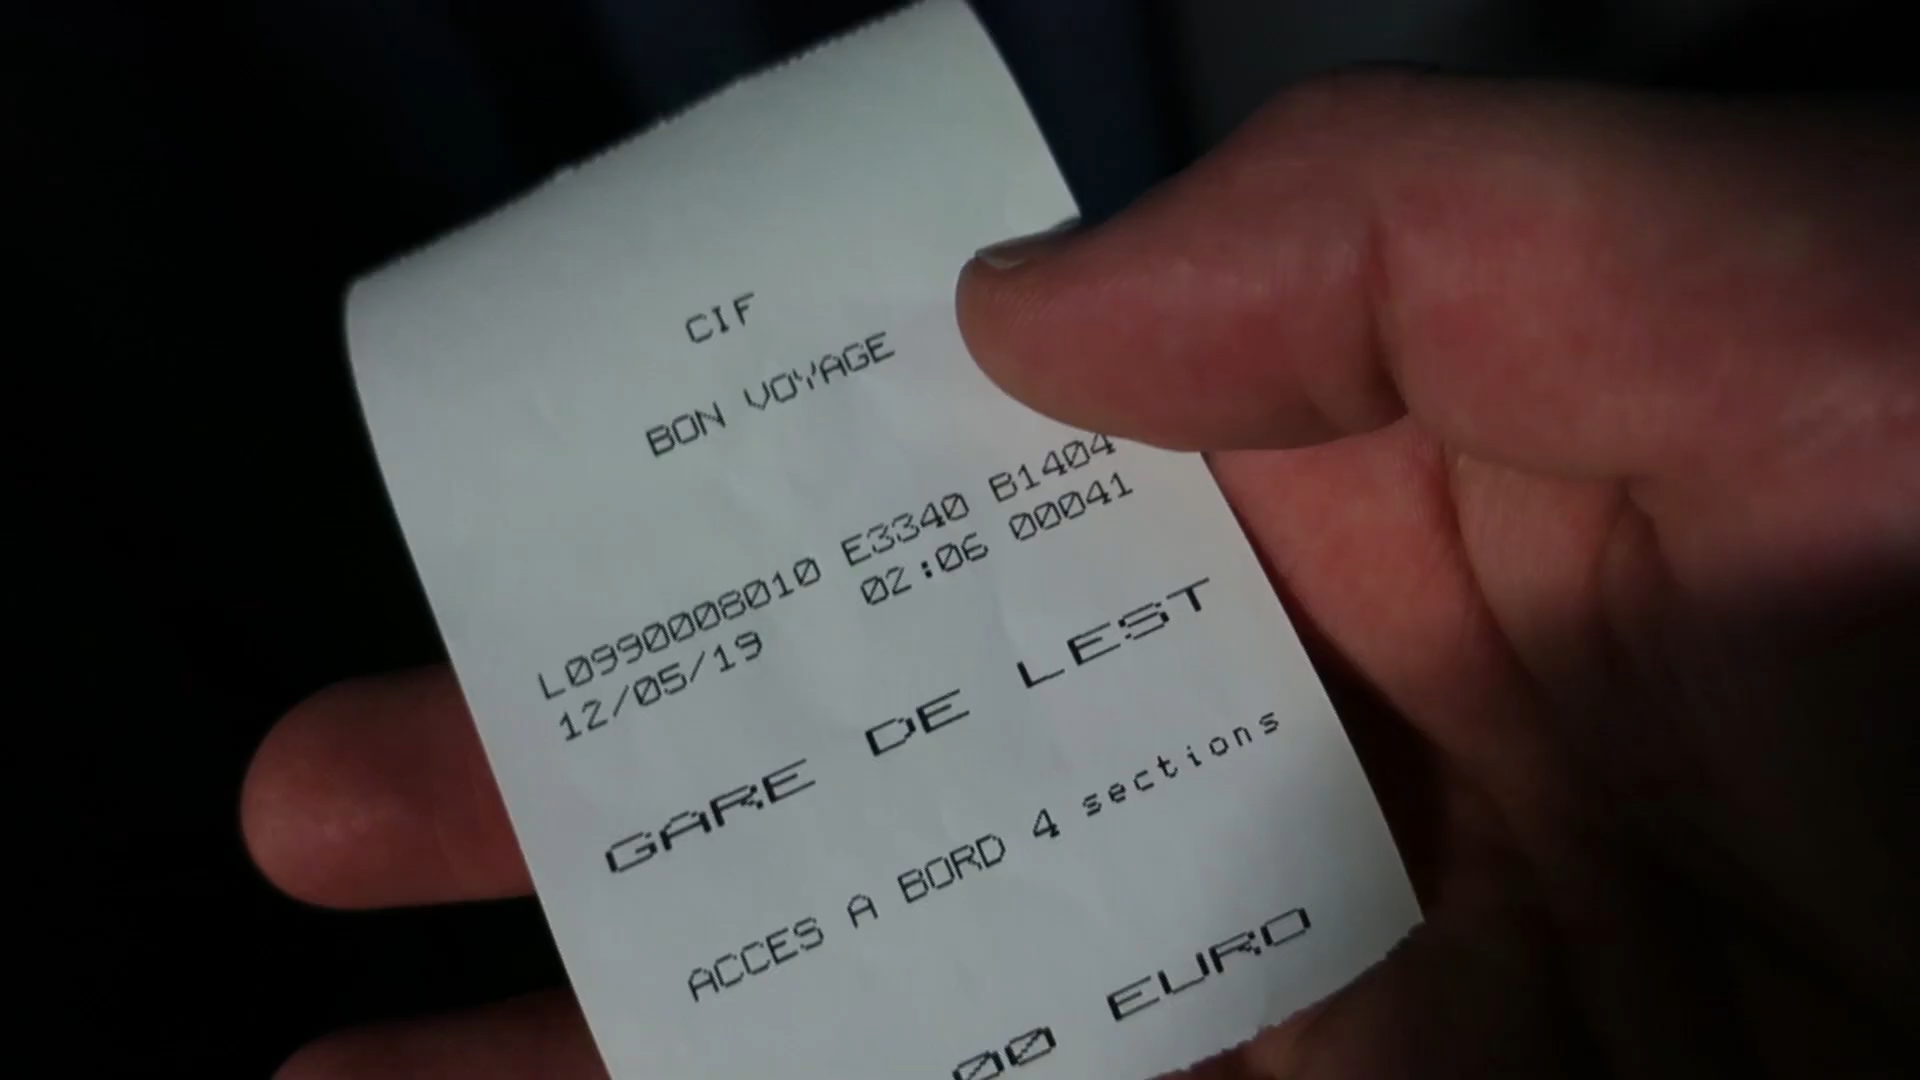 CIF
BON VOYAGE
L0990008010 E3340 B1404
12/05/19 02:06 00041
GARE DE LEST
ACCES A BORD 4 sections
00 EURO